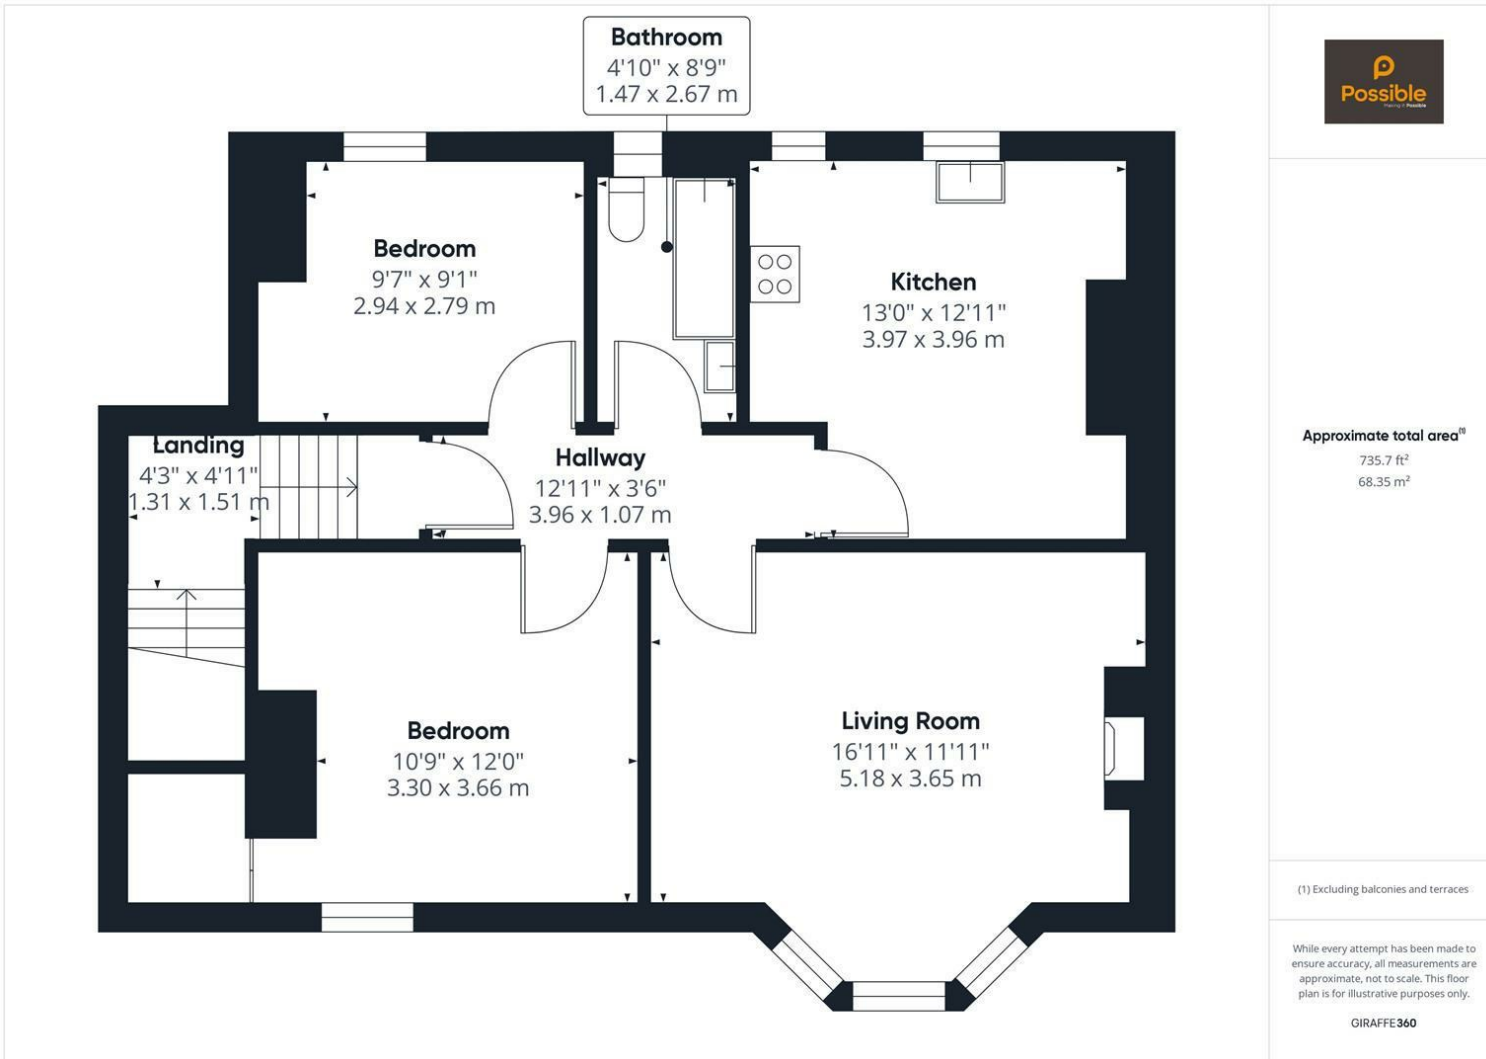 Bathroom
4'10" x 8'9"
1.47 x 2.67 m
Possible
Making it Possible
Bedroom
9'7" x 9'1"
2.94 x 2.79 m
Kitchen
13'0" x 12'11"
3.97 x 3.96 m
Landing
4'3" x 4'11"
1.31 x 1.51 m
Hallway
12'11" x 3'6"
3.96 x 1.07 m
Bedroom
10'9" x 12'0"
3.30 x 3.66 m
Living Room
16'11" x 11'11"
5.18 x 3.65 m
Approximate total area(1)
735.7 ft²
68.35 m²
(1) Excluding balconies and terraces
While every attempt has been made to
ensure accuracy, all measurements are
approximate, not to scale. This floor
plan is for illustrative purposes only.
GIRAFFE360